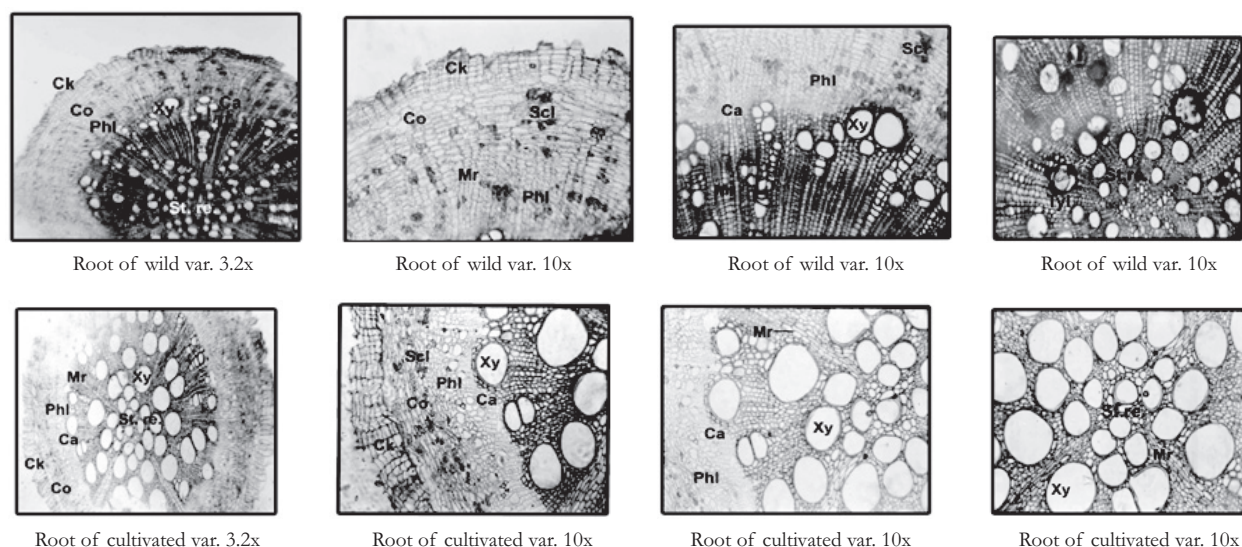 Ck
Co
Phl
Xy
Ca
St. re.
Ck
Co
Scl
Mr
Phl
Scl
Phl
Ca
Xy
Mr
St. re.
Tyl
Root of wild var. 3.2x
Root of wild var. 10x
Root of wild var. 10x
Root of wild var. 10x
Mr
Xy
Phl
St. re.
Ca
Ck
Co
Scl
Xy
Phl
Ca
Co
Ck
Mr
Xy
Ca
Phl
St.re.
Mr
Xy
Root of cultivated var. 3.2x
Root of cultivated var. 10x
Root of cultivated var. 10x
Root of cultivated var. 10x